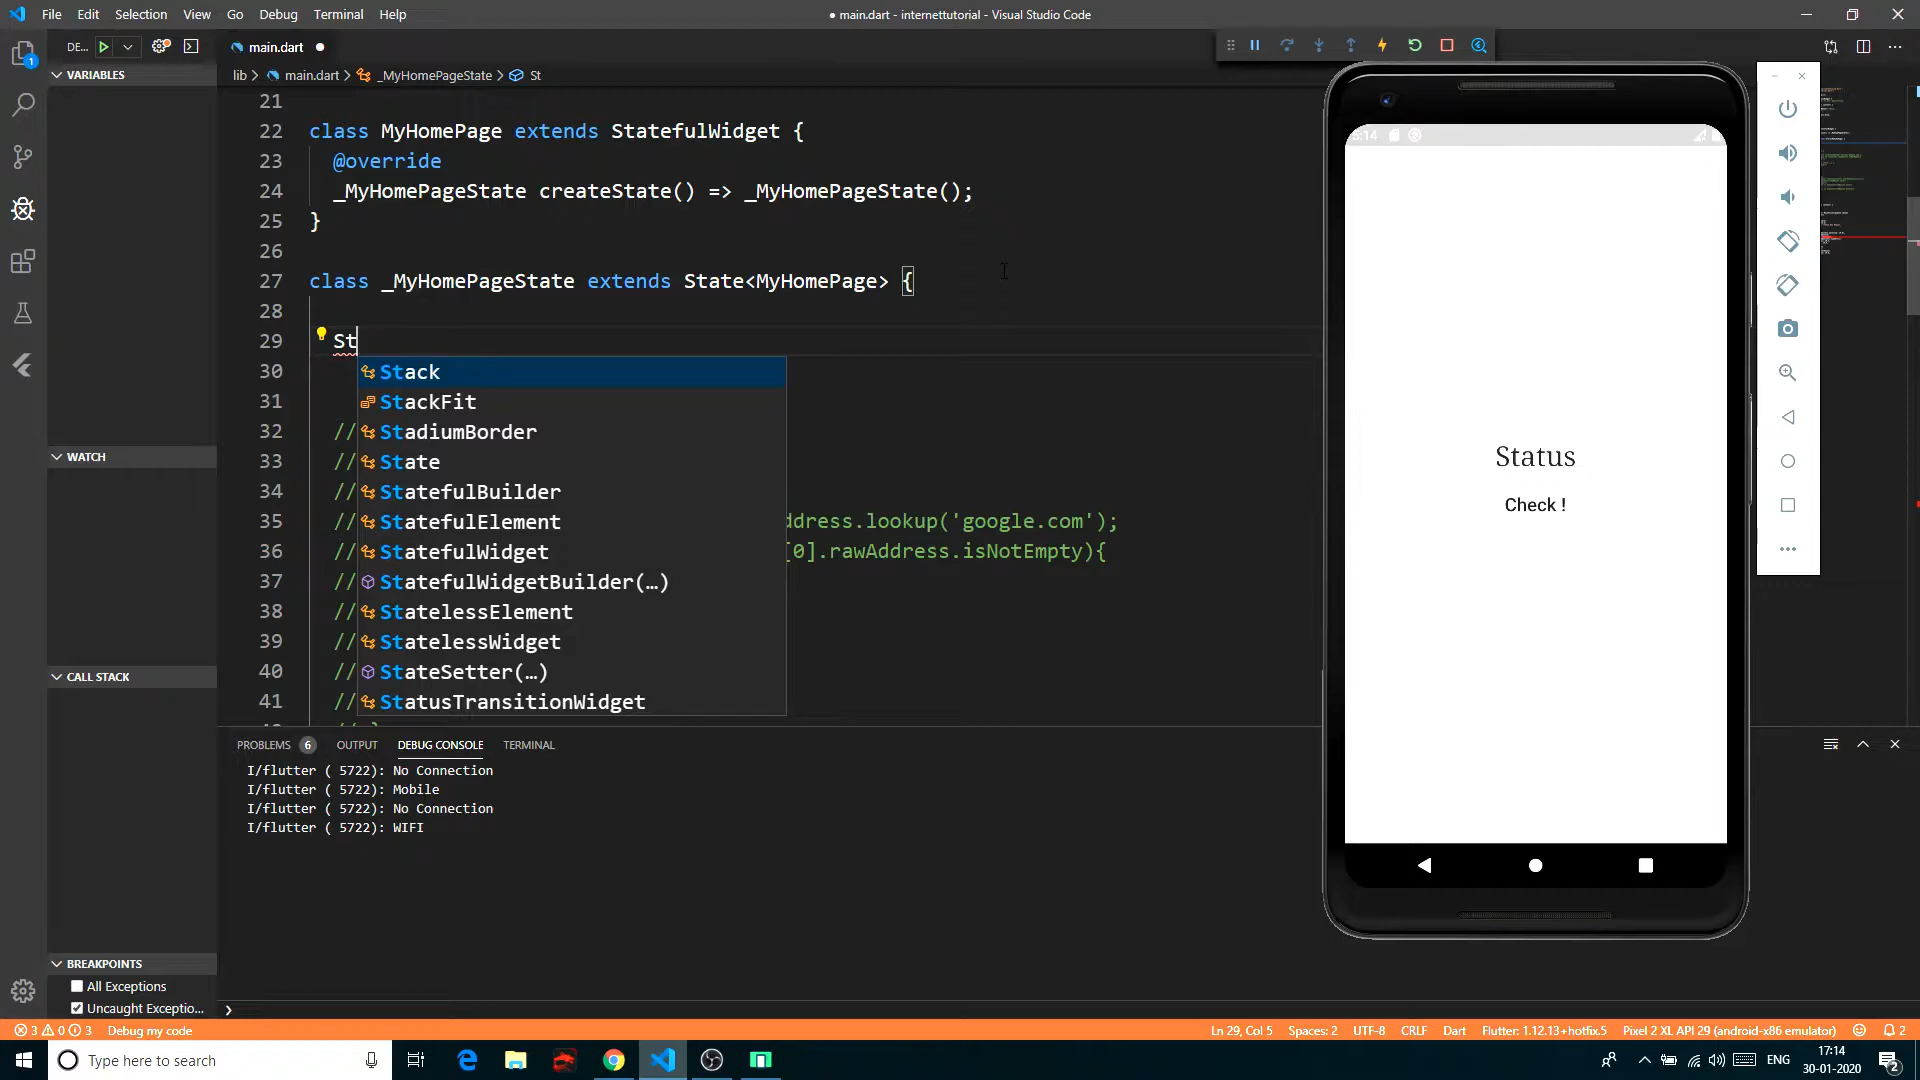 File Edit Selection View Go Debug Terminal Help
● main.dart - internettutorial - Visual Studio Code
DE...
main.dart
lib > main.dart > _MyHomePageState > St
VARIABLES
WATCH
CALL STACK
BREAKPOINTS
All Exceptions
Uncaught Exceptio...
21
22 class MyHomePage extends StatefulWidget {
23 @override
24 _MyHomePageState createState() => _MyHomePageState();
25 }
26
27 class _MyHomePageState extends State<MyHomePage> {
28
29 St
30 Stack
31 StackFit
32 // StadiumBorder
33 // State
34 // StatefulBuilder
35 // StatefulElement ddress.lookup('google.com');
36 // StatefulWidget [0].rawAddress.isNotEmpty){
37 // StatefulWidgetBuilder(…)
38 // StatelessElement
39 // StatelessWidget
40 // StateSetter(…)
41 // StatusTransitionWidget
PROBLEMS 6 OUTPUT DEBUG CONSOLE TERMINAL
I/flutter ( 5722): No Connection
I/flutter ( 5722): Mobile
I/flutter ( 5722): No Connection
I/flutter ( 5722): WIFI
5:14
Status
Check !
3 0 3 Debug my code
Ln 29, Col 5 Spaces: 2 UTF-8 CRLF Dart Flutter: 1.12.13+hotfix.5 Pixel 2 XL API 29 (android-x86 emulator) 2
Type here to search
ENG
17:14
30-01-2020
2